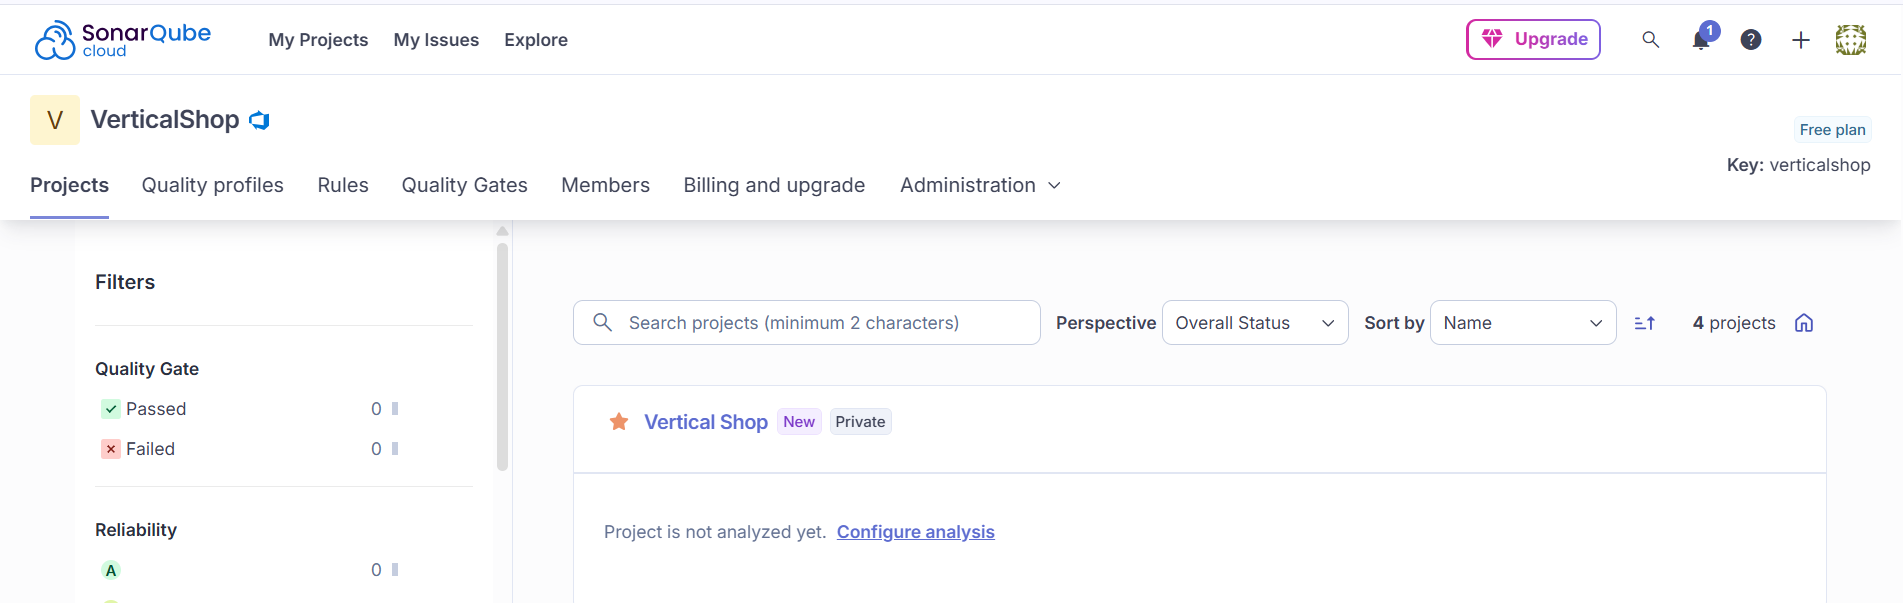 SonarQube cloud My Projects My Issues Explore Upgrade 1 ?
V VerticalShop
Free plan
Key: verticalshop
Projects Quality profiles Rules Quality Gates Members Billing and upgrade Administration
Filters
Search projects (minimum 2 characters) Perspective Overall Status Sort by Name 4 projects
Quality Gate
Passed 0
Failed 0
Reliability
A 0
Vertical Shop New Private
Project is not analyzed yet. Configure analysis